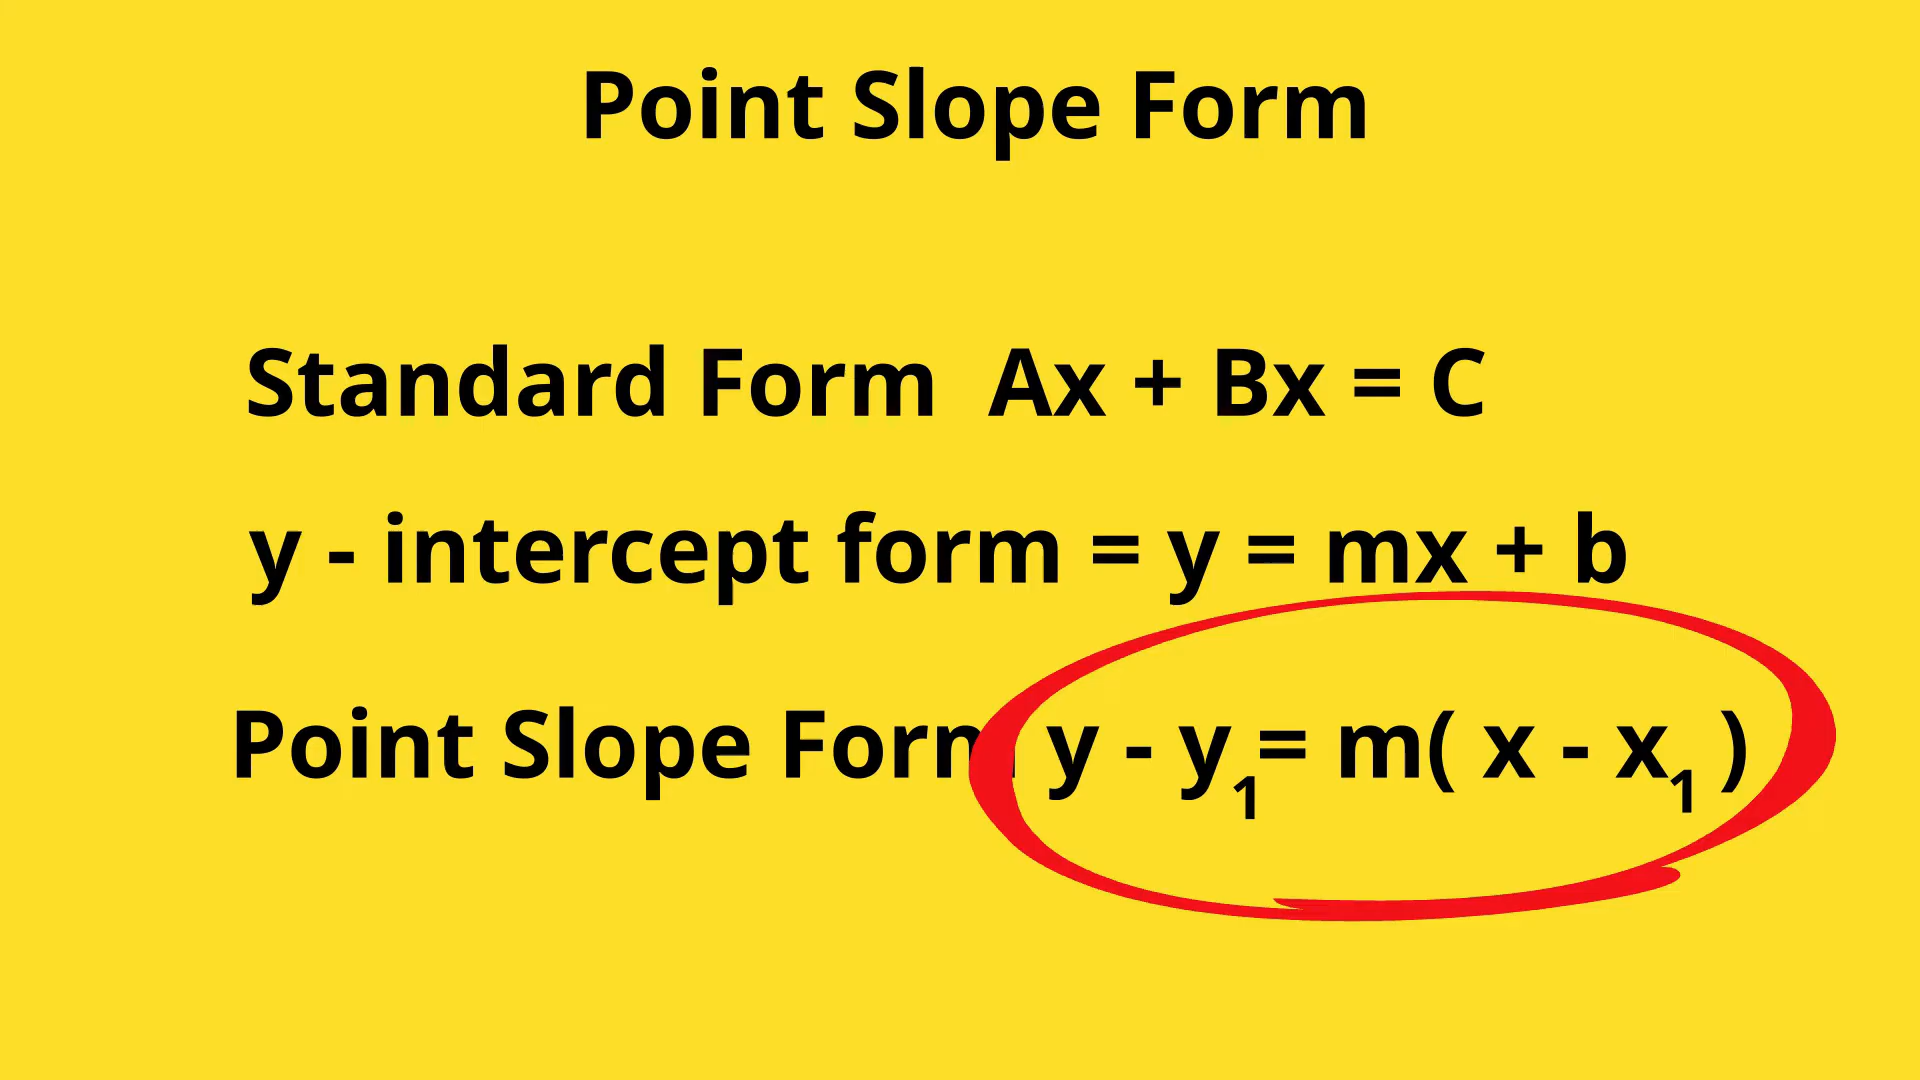 Point Slope Form
Standard Form Ax + Bx = C
y - intercept form = y = mx + b
Point Slope Form y - y₁= m( x - x₁ )